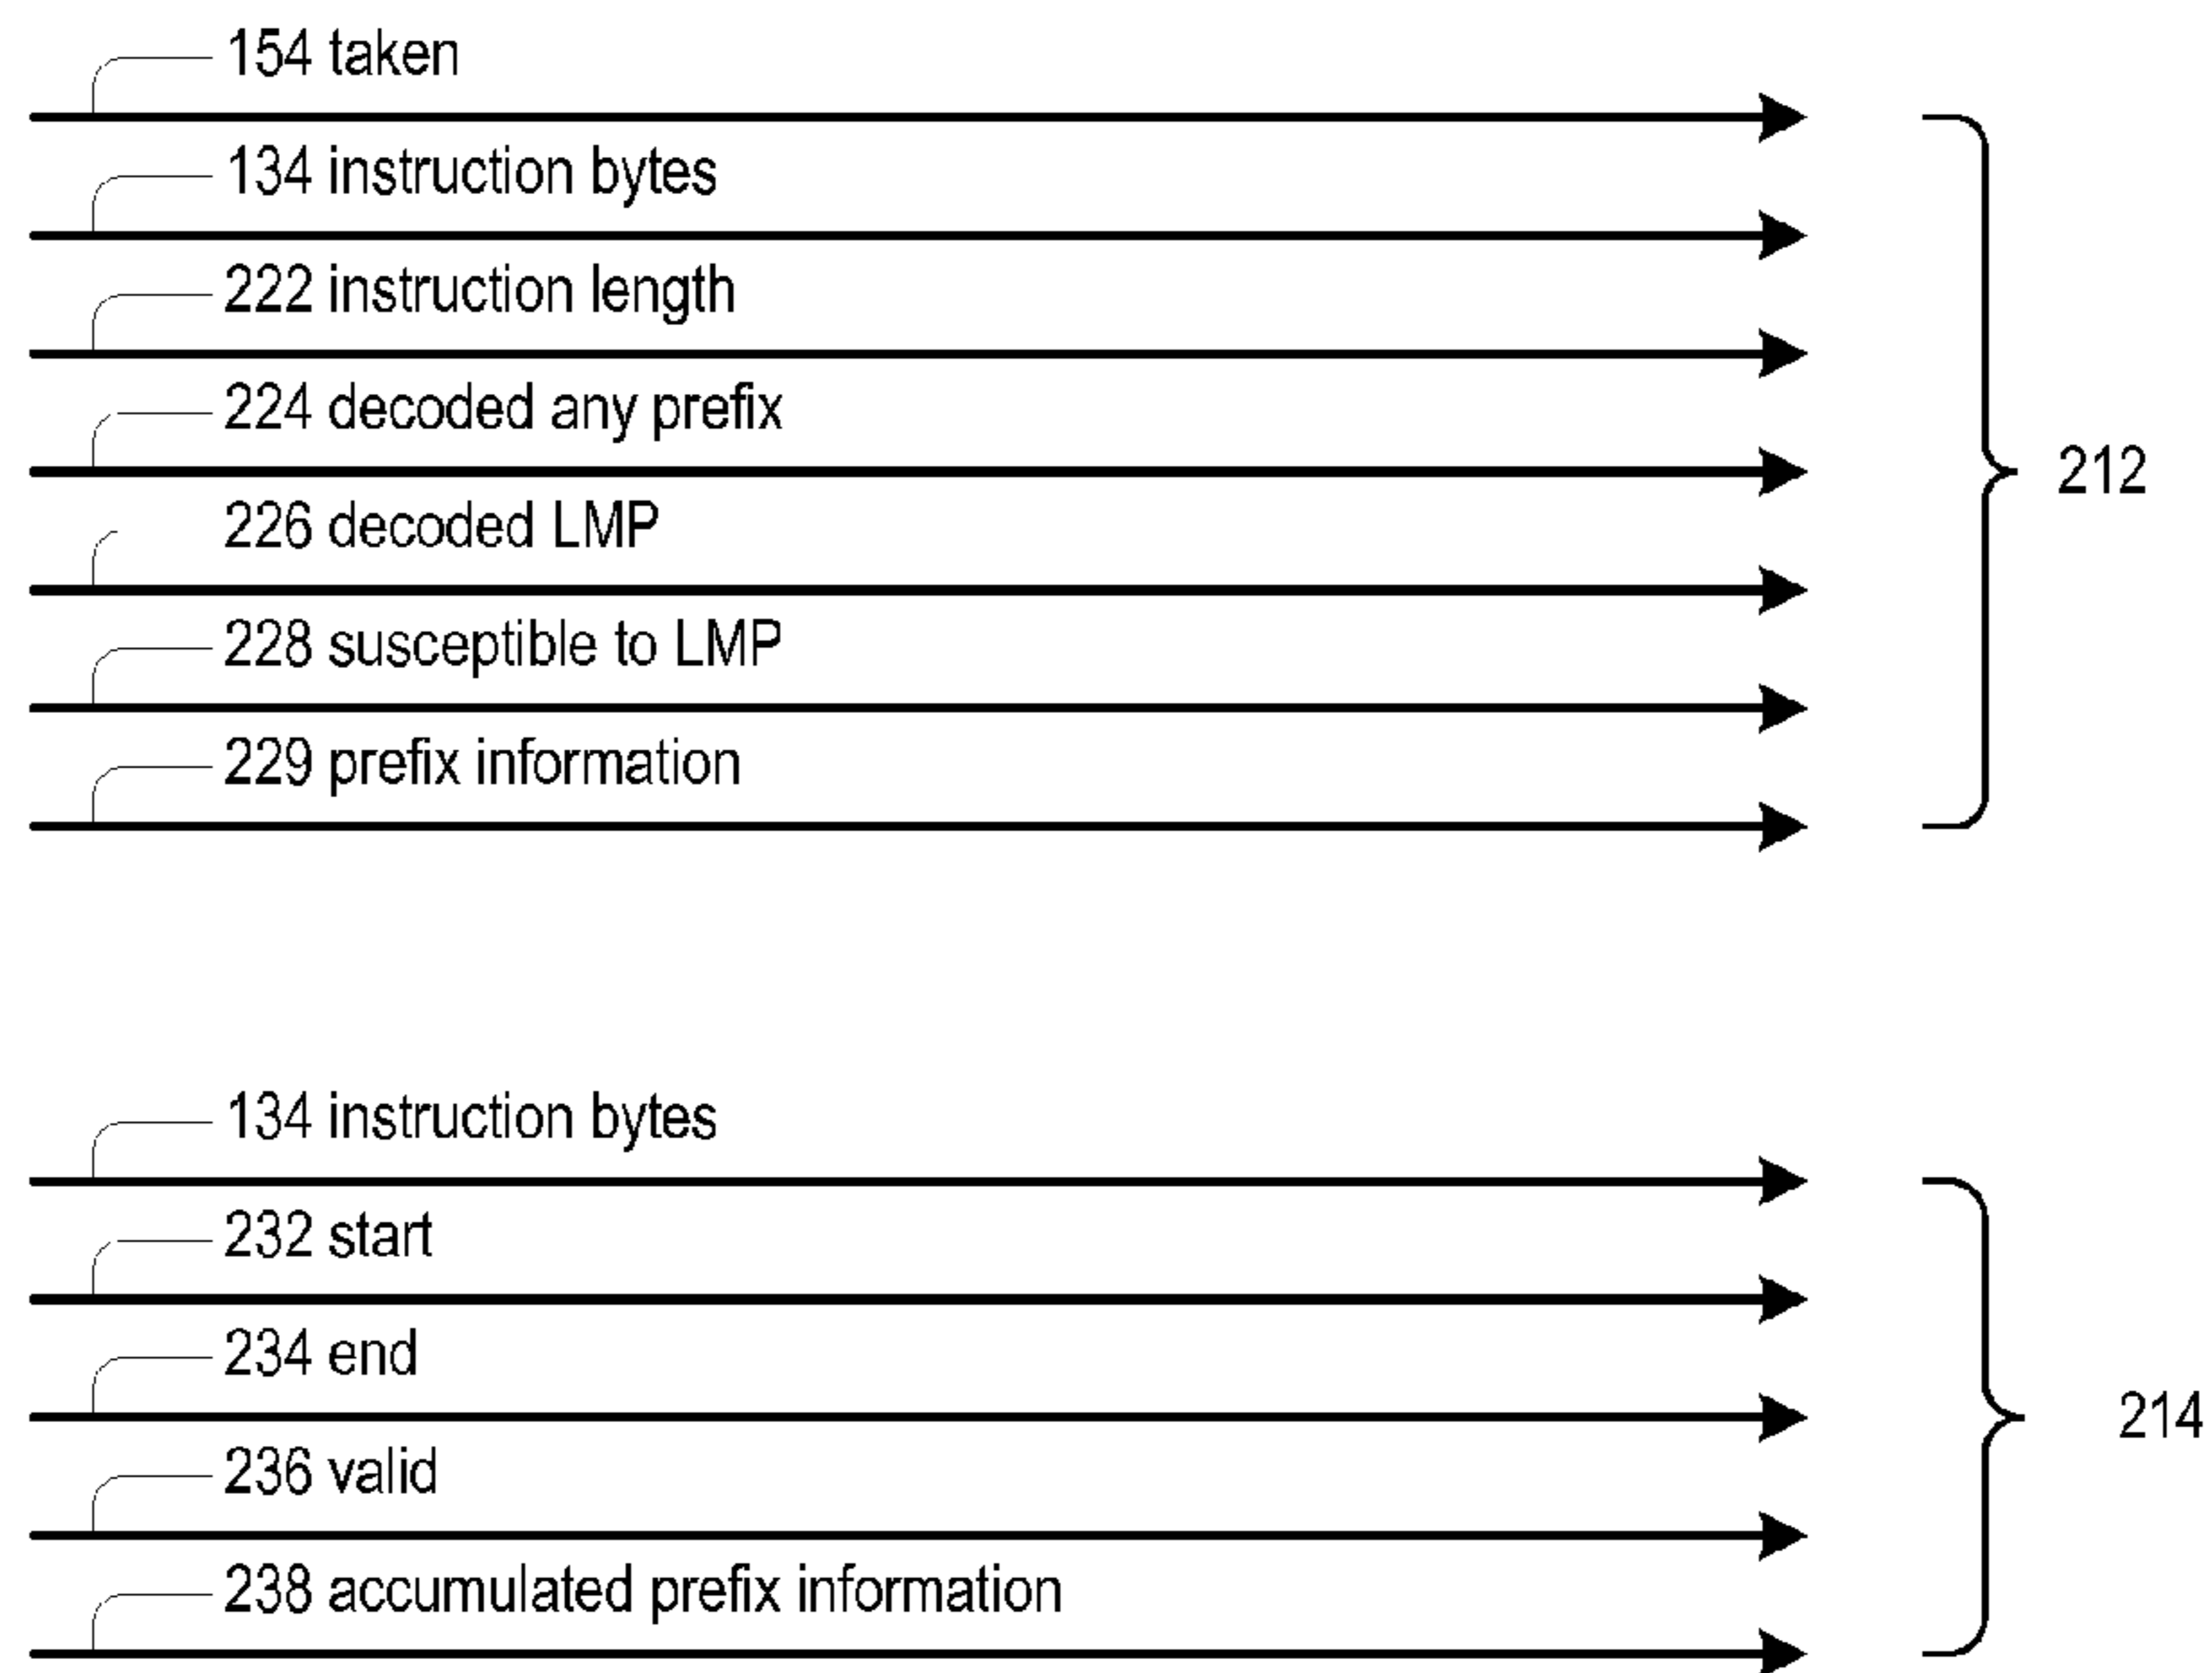 154 taken
134 instruction bytes
222 instruction length
224 decoded any prefix
212
226 decoded LMP
228 susceptible to LMP
229 prefix information
134 instruction bytes
232 start
234 end
214
236 valid
238 accumulated prefix information